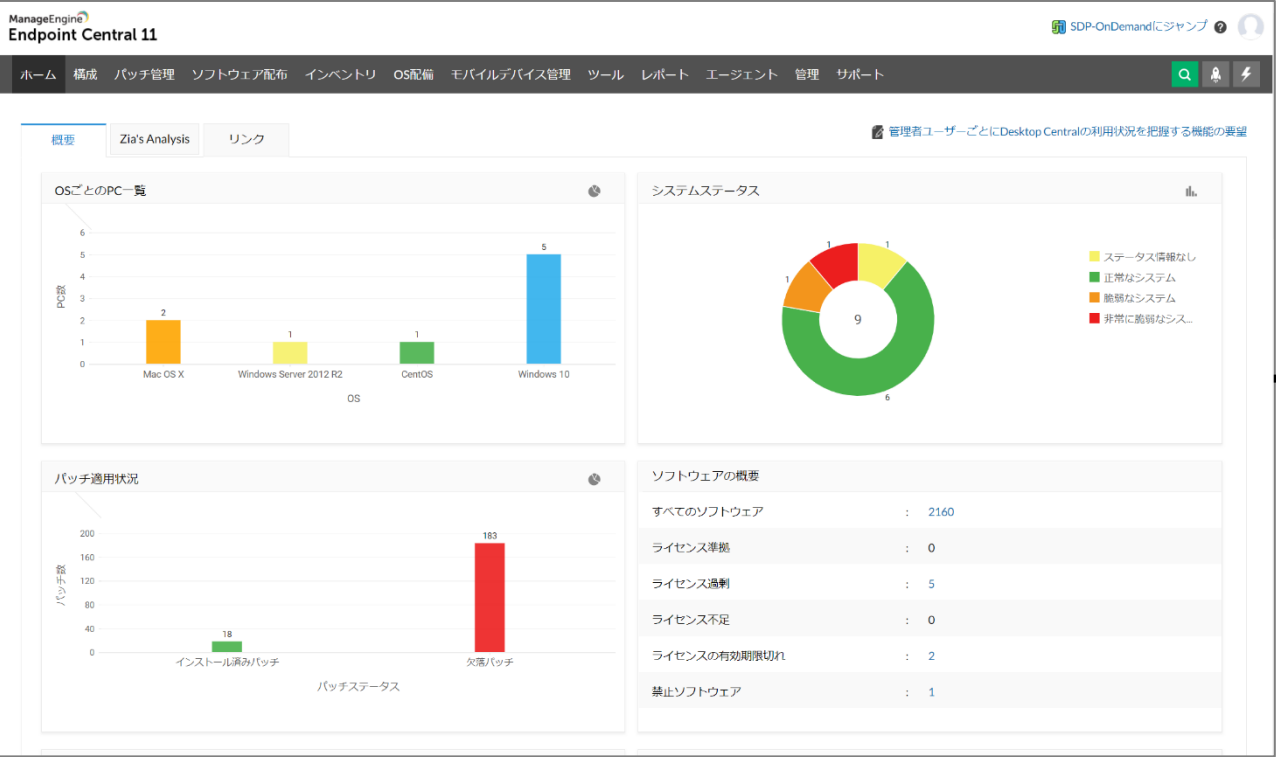 ManageEngine
Endpoint Central 11
SDP-OnDemandにジャンプ
ホーム 構成 パッチ管理 ソフトウェア配布 インベントリ OS配備 モバイルデバイス管理 ツール レポート エージェント 管理 サポート
概要 Zia's Analysis リンク
管理者ユーザーごとにDesktop Centralの利用状況を把握する機能の要望
OSごとのPC一覧
6
5
4
3
2
1
0
PC数
2
1
1
5
Mac OS X Windows Server 2012 R2 CentOS Windows 10
OS
システムステータス
1
1
1
9
6
ステータス情報なし
正常なシステム
脆弱なシステム
非常に脆弱なシス...
パッチ適用状況
200
160
120
80
40
0
パッチ数
18
183
インストール済みパッチ 欠落パッチ
パッチステータス
ソフトウェアの概要
すべてのソフトウェア : 2160
ライセンス準拠 : 0
ライセンス過剰 : 5
ライセンス不足 : 0
ライセンスの有効期限切れ : 2
禁止ソフトウェア : 1